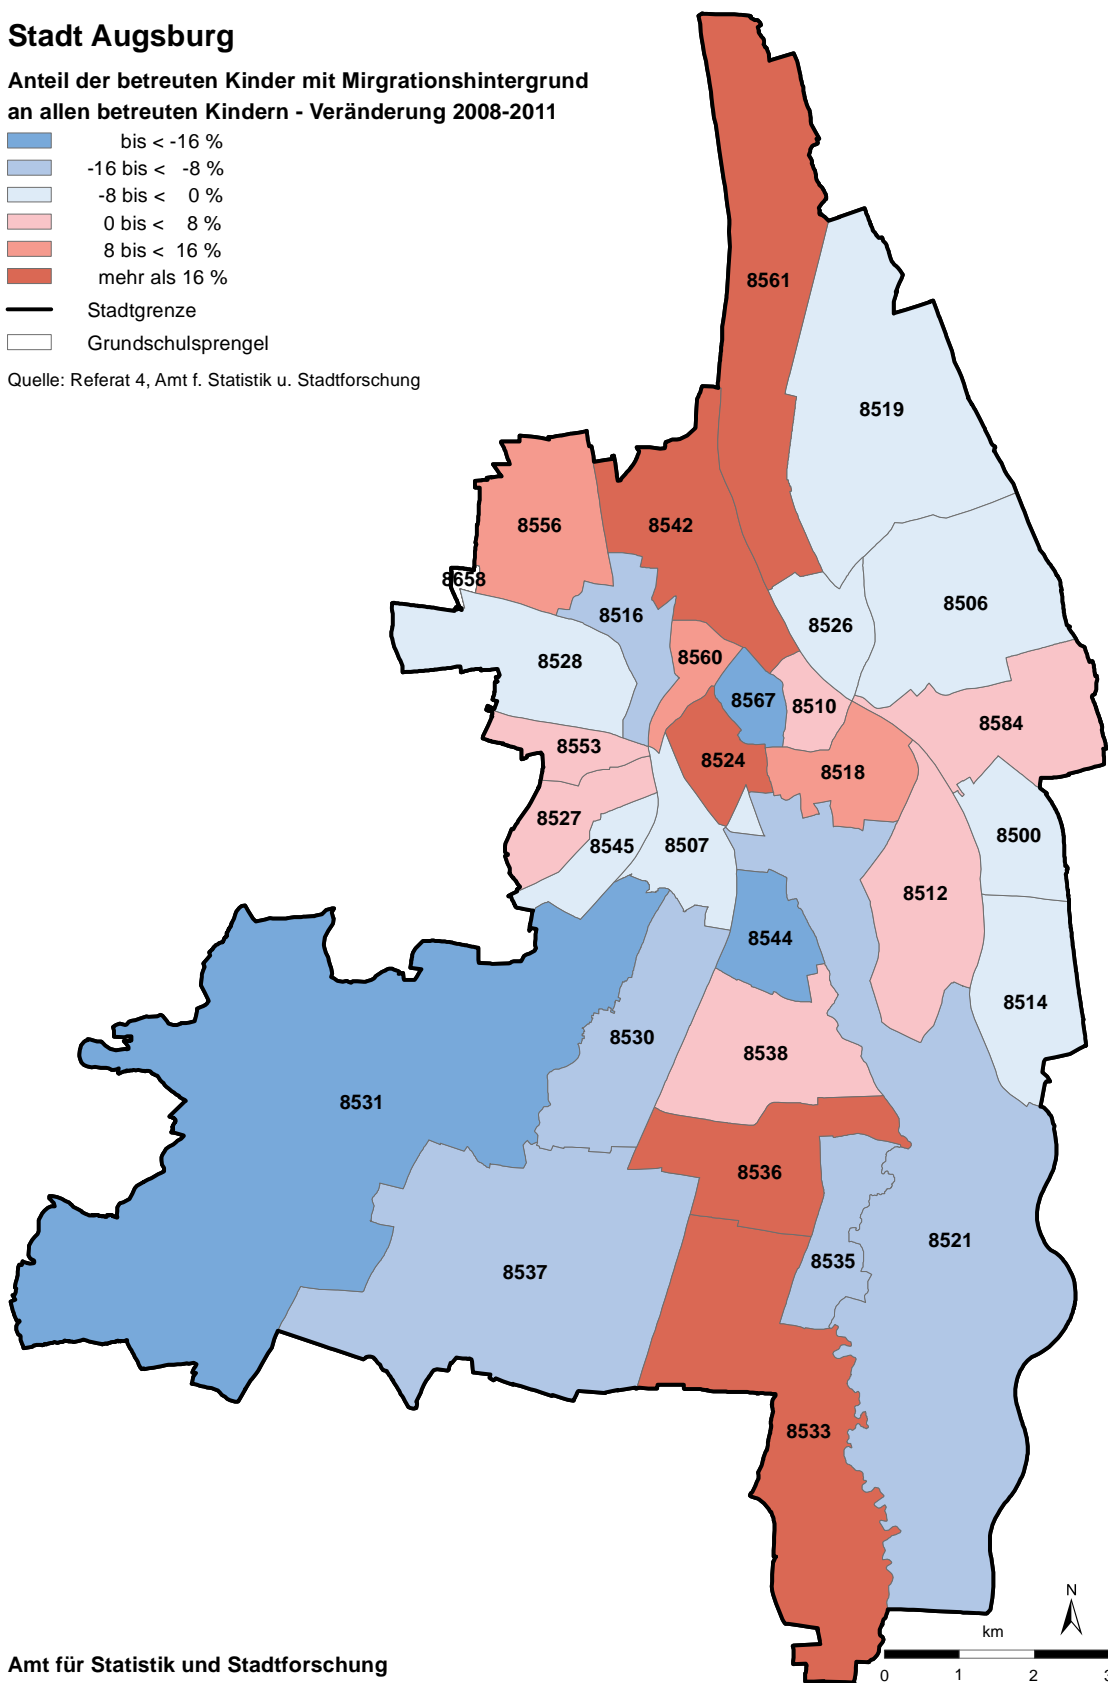 Stadt Augsburg
Anteil der betreuten Kinder mit Mirgrationshintergrund
an allen betreuten Kindern - Veränderung 2008-2011
bis < -16 %
-16 bis < -8 %
-8 bis < 0 %
0 bis < 8 %
8 bis < 16 %
mehr als 16 %
Stadtgrenze
Grundschulsprengel
Quelle: Referat 4, Amt f. Statistik u. Stadtforschung
8561
8519
8556
8542
8658
8506
8516
8526
8528
8560
8567
8510
8584
8553
8524
8518
8527
8545
8507
8500
8512
8544
8514
8530
8538
8531
8536
8521
8535
8537
8533
N
km
0 1 2 3
Amt für Statistik und Stadtforschung